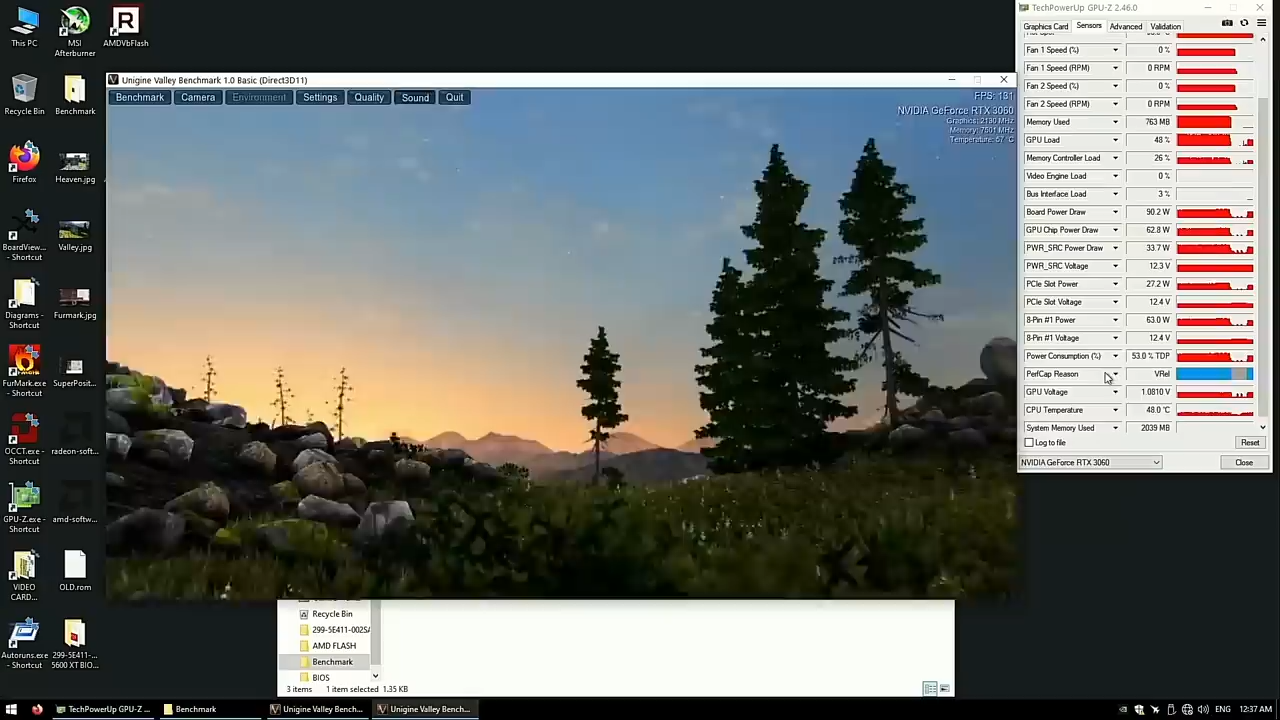 This PC
MSI
Afterburner
AMDVbFlash
Recycle Bin
Benchmark
Firefox
Heaven.jpg
BoardView...
Shortcut
Valley.jpg
Diagrams -
Shortcut
Furmark.jpg
FurMark.exe
- Shortcut
SuperPosit...
OCCT.exe -
Shortcut
radeon-soft...
GPU-Z.exe -
Shortcut
amd-softw...
VIDEO
CARD...
OLD.rom
Autoruns.exe
- Shortcut
299-5E411-...
5600 XT BIO...
Unigine Valley Benchmark 1.0 Basic (Direct3D11)
Benchmark
Camera
Environment
Settings
Quality
Sound
Quit
FPS: 131
NVIDIA GeForce RTX 3060
Graphics: 2130 MHz
Memory: 7501 MHz
Temperature: 57 °C
TechPowerUp GPU-Z 2.46.0
Graphics Card
Sensors
Advanced
Validation
Fan 1 Speed (%) 0 %
Fan 1 Speed (RPM) 0 RPM
Fan 2 Speed (%) 0 %
Fan 2 Speed (RPM) 0 RPM
Memory Used 763 MB
GPU Load 48 %
Memory Controller Load 26 %
Video Engine Load 0 %
Bus Interface Load 3 %
Board Power Draw 90.2 W
GPU Chip Power Draw 62.8 W
PWR_SRC Power Draw 33.7 W
PWR_SRC Voltage 12.3 V
PCIe Slot Power 27.2 W
PCIe Slot Voltage 12.4 V
8-Pin #1 Power 63.0 W
8-Pin #1 Voltage 12.4 V
Power Consumption (%) 53.0 % TDP
PerfCap Reason VRel
GPU Voltage 1.0810 V
CPU Temperature 48.0 °C
System Memory Used 2039 MB
Log to file
Reset
NVIDIA GeForce RTX 3060
Close
Recycle Bin
299-5E411-002SA
AMD FLASH
Benchmark
BIOS
3 items
1 item selected 1.35 KB
TechPowerUp GPU-Z ...
Benchmark
Unigine Valley Bench...
Unigine Valley Bench...
ENG
12:37 AM